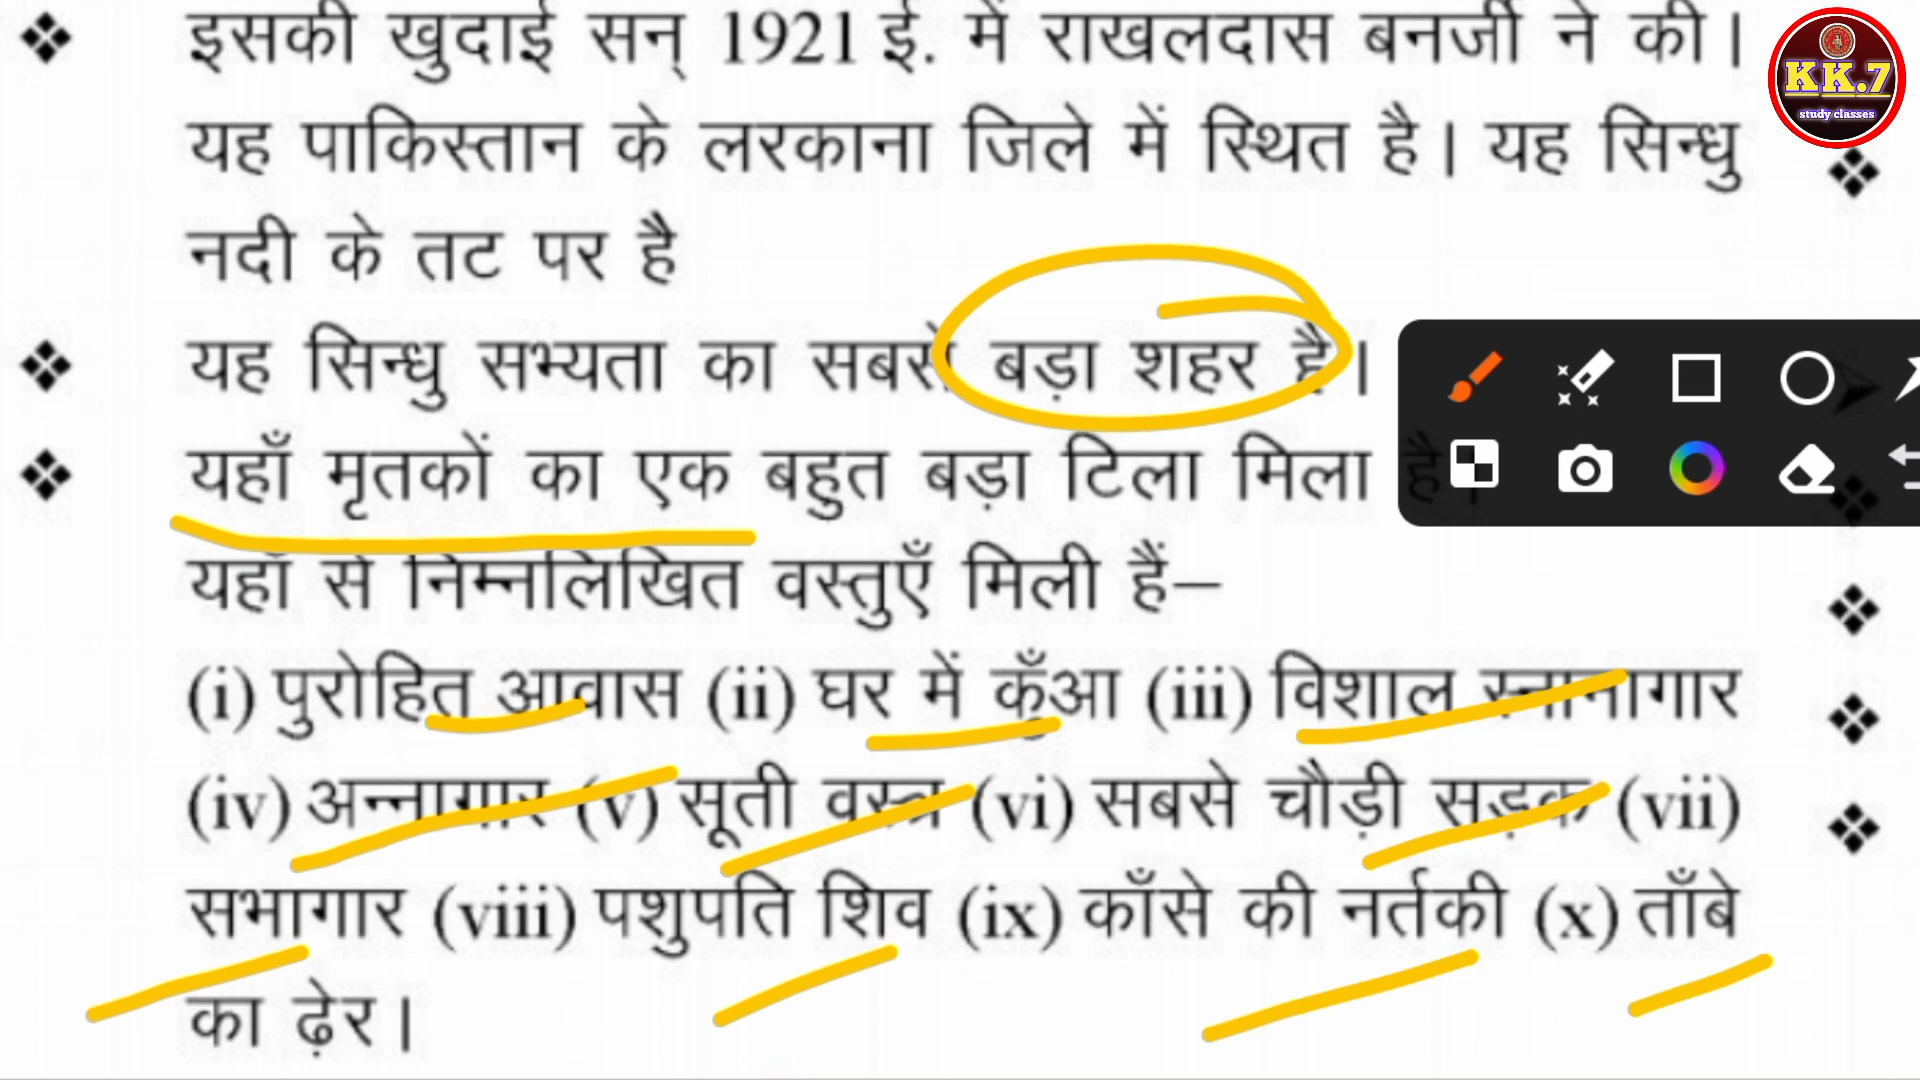 इसकी खुदाई सन् 1921 ई. में राखलदास बनर्जी ने की।
यह पाकिस्तान के लरकाना जिले में स्थित है। यह सिन्धु
नदी के तट पर है
यह सिन्धु सभ्यता का सबसे बड़ा शहर है।
यहाँ मृतकों का एक बहुत बड़ा टिला मिला है।
यहाँ से निम्नलिखित वस्तुएँ मिली हैं–
(i) पुरोहित आवास (ii) घर में कुँआ (iii) विशाल स्नानागार
(iv) अन्नागार (v) सूती वस्त्र (vi) सबसे चौड़ी सड़क (vii)
सभागार (viii) पशुपति शिव (ix) काँसे की नर्तकी (x) ताँबे
का ढ़ेर।
KK.7
study classes